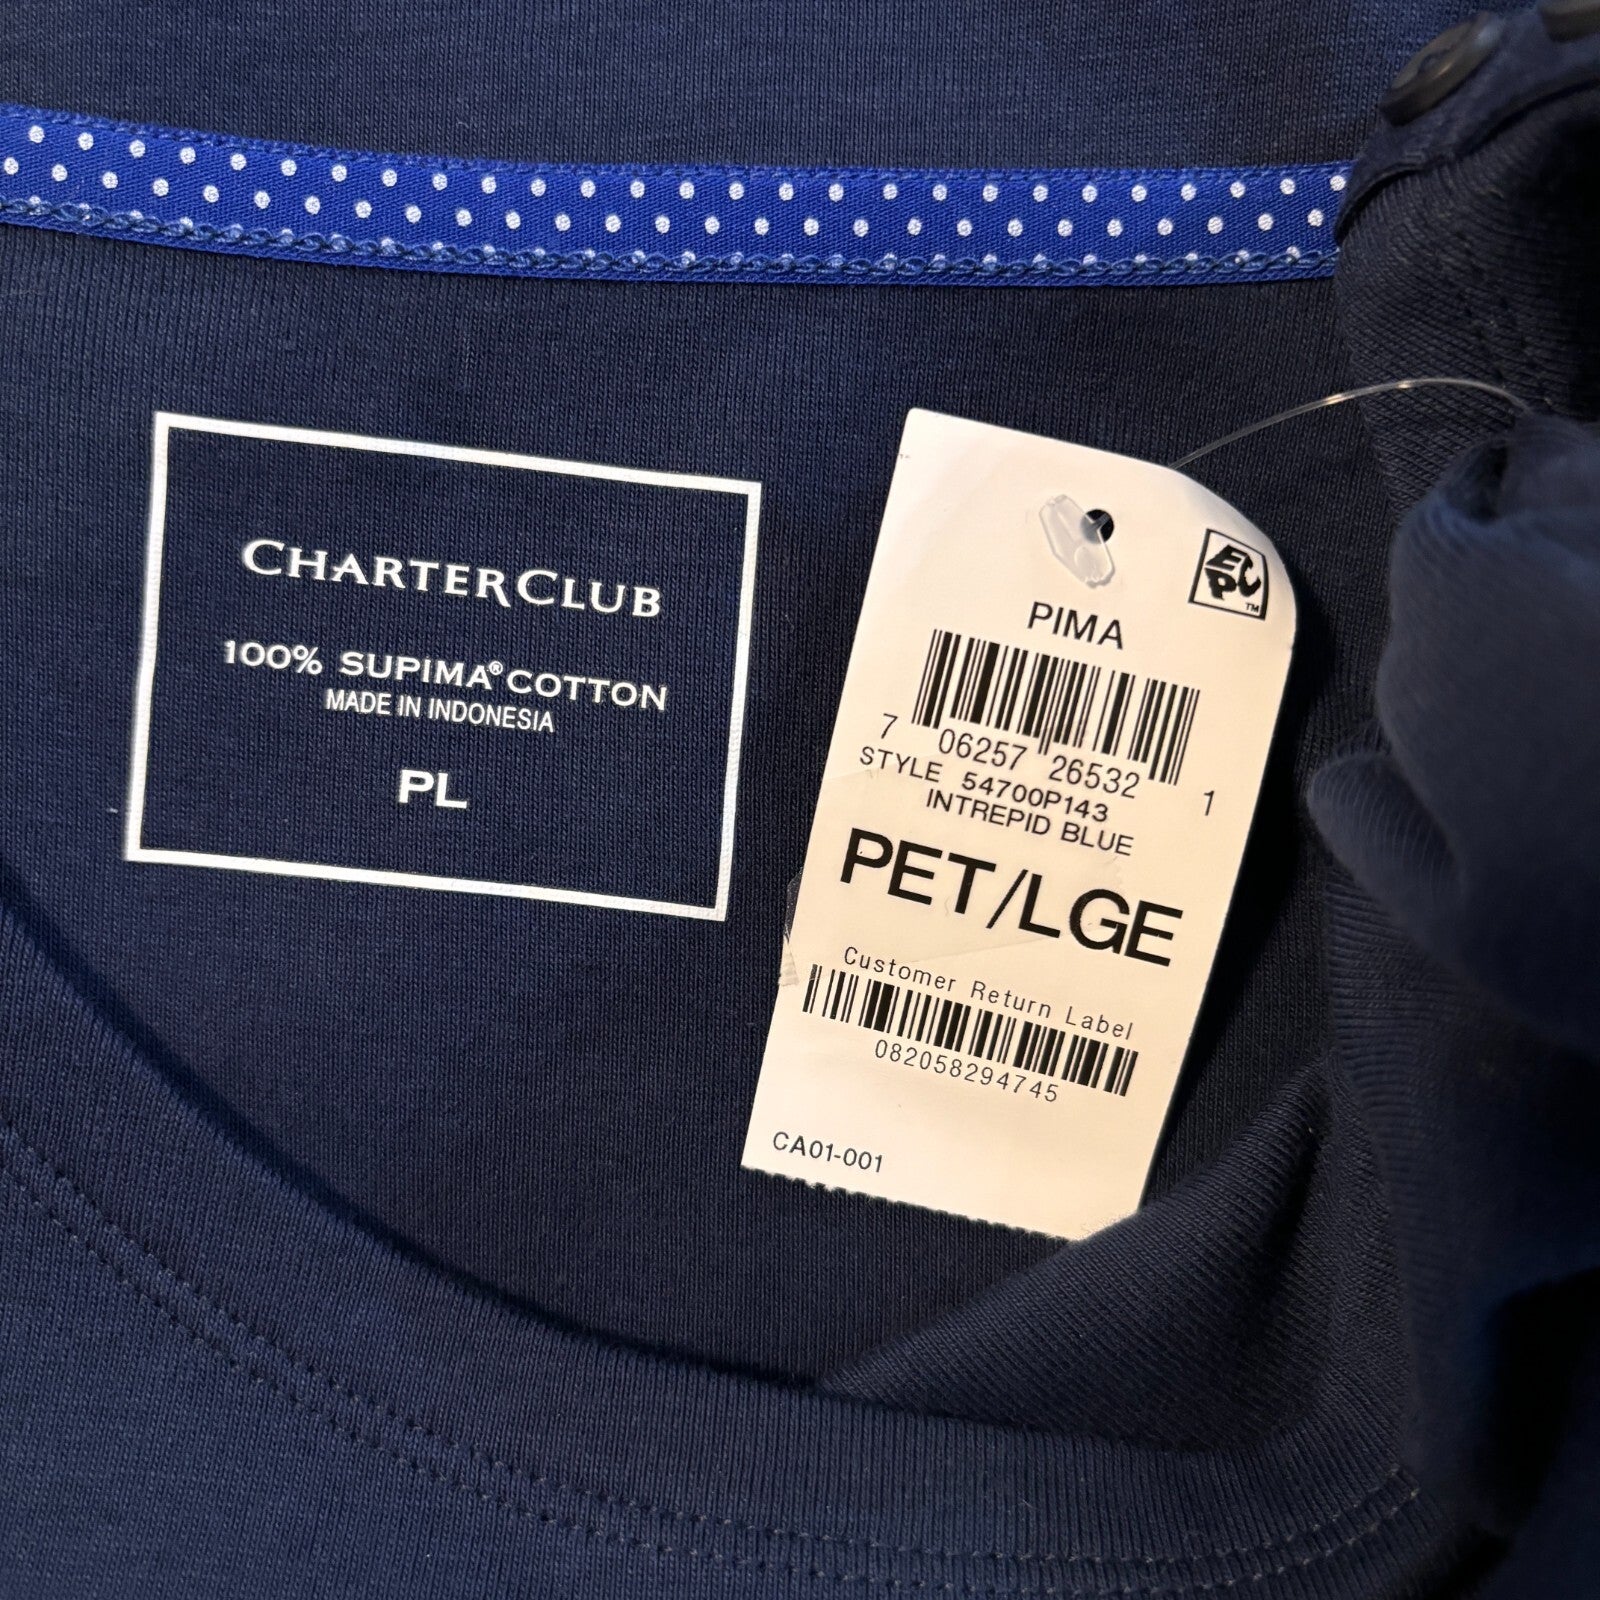 CHARTERCLUB
100% SUPIMA® COTTON
MADE IN INDONESIA
PL
EPC™
PIMA
7 06257 26532 1
STYLE 54700P143
INTREPID BLUE
PET/LGE
Customer Return Label
082058294745
CA01-001